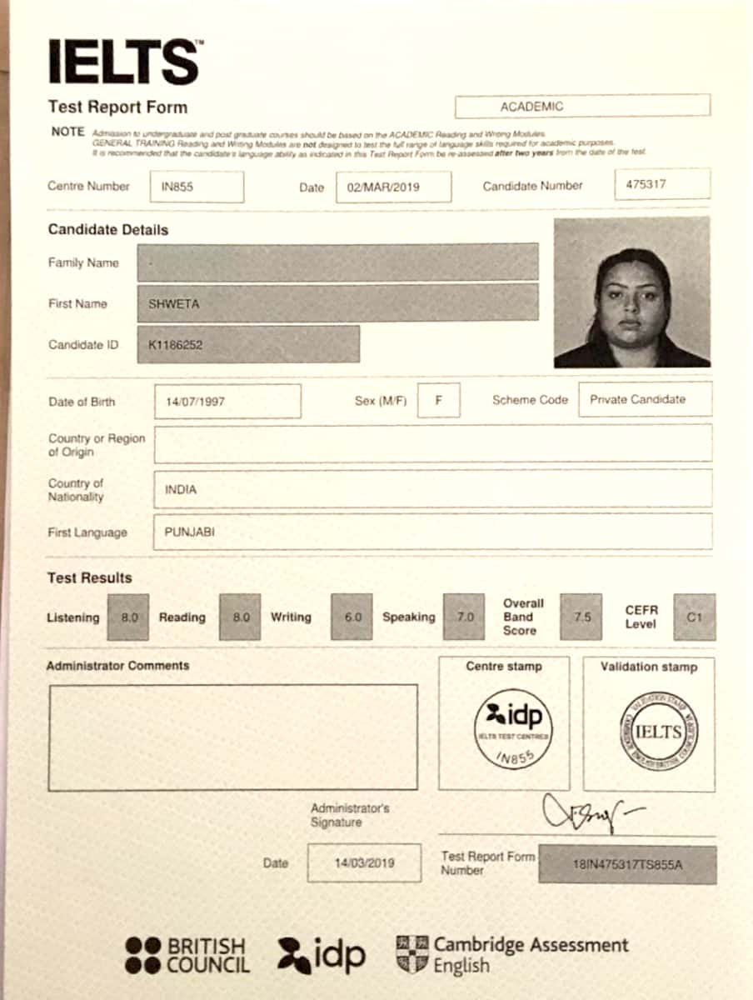 IELTS™
Test Report Form
ACADEMIC
NOTE Admission to undergraduate and post graduate courses should be based on the ACADEMIC Reading and Writing Modules.
GENERAL TRAINING Reading and Writing Modules are not designed to test the full range of language skills required for academic purposes.
It is recommended that the candidate's language ability as indicated in this Test Report Form be re-assessed after two years from the date of the test.
Centre Number IN855 Date 02/MAR/2019 Candidate Number 475317
Candidate Details
Family Name -
First Name SHWETA
Candidate ID K1186252
Date of Birth 14/07/1997 Sex (M/F) F Scheme Code Private Candidate
Country or Region
of Origin
Country of
Nationality INDIA
First Language PUNJABI
Test Results
Listening 8.0 Reading 8.0 Writing 6.0 Speaking 7.0 Overall Band Score 7.5 CEFR Level C1
Administrator Comments
Centre stamp
Validation stamp
idp
IELTS TEST CENTRES
IN855
VALIDATION STAMP
IELTS
Administrator's
Signature
Date 14/03/2019
Test Report Form
Number 18IN475317TS855A
BRITISH
COUNCIL
idp
Cambridge Assessment
English